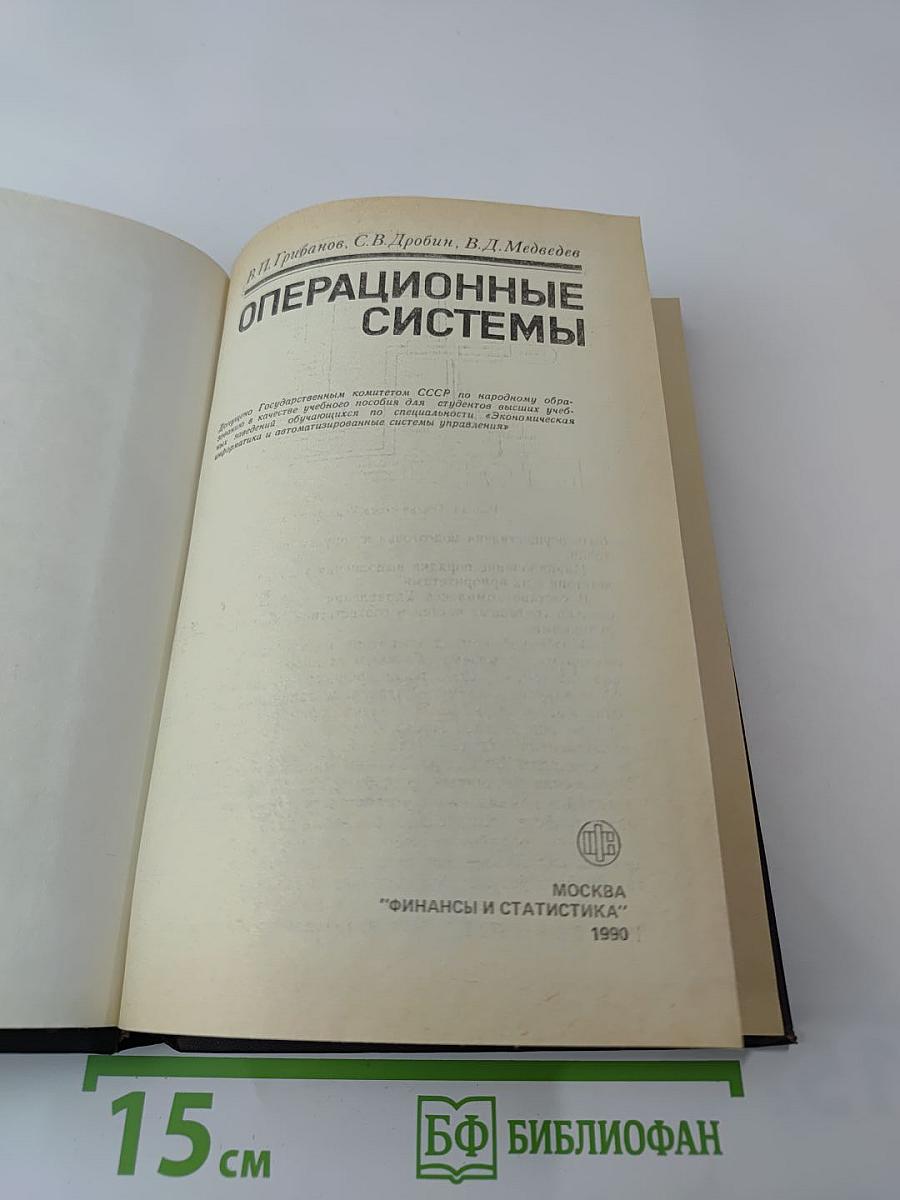 В.П.Грибанов, С.В.Дробин, В.Д.Медведев
ОПЕРАЦИОННЫЕ
СИСТЕМЫ
Допущено Государственным комитетом СССР по народному обра-
зованию в качестве учебного пособия для студентов высших учеб-
ных заведений, обучающихся по специальности «Экономическая
информатика и автоматизированные системы управления»
МОСКВА
"ФИНАНСЫ И СТАТИСТИКА"
1990
15 см
БФ БИБЛИОФАН